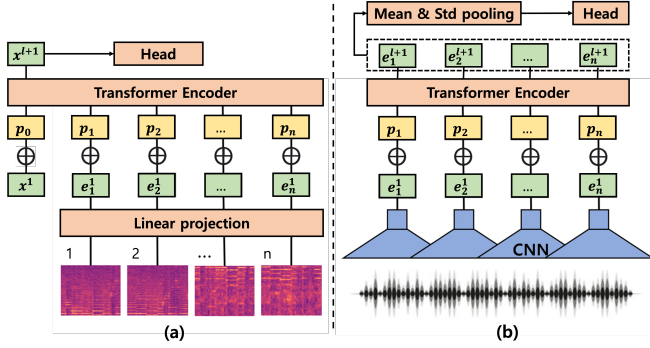 x^{l+1} Head
Transformer Encoder
p_0 p_1 p_2 ... p_n
x^1 e_1^1 e_2^1 ... e_n^1
Linear projection
1 2 ... n
(a)
Mean & Std pooling Head
e_1^{l+1} e_2^{l+1} ... e_n^{l+1}
Transformer Encoder
p_1 p_2 ... p_n
e_1^1 e_2^1 ... e_n^1
CNN
(b)